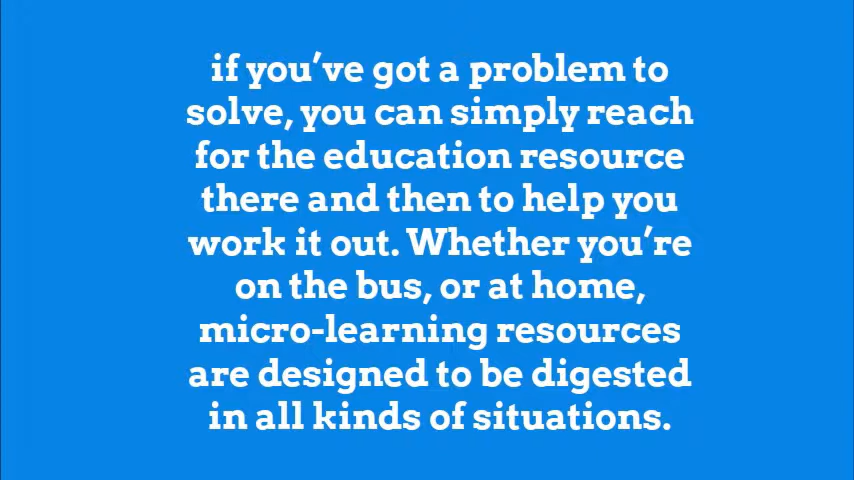 if you’ve got a problem to
solve, you can simply reach
for the education resource
there and then to help you
work it out. Whether you’re
on the bus, or at home,
micro-learning resources
are designed to be digested
in all kinds of situations.